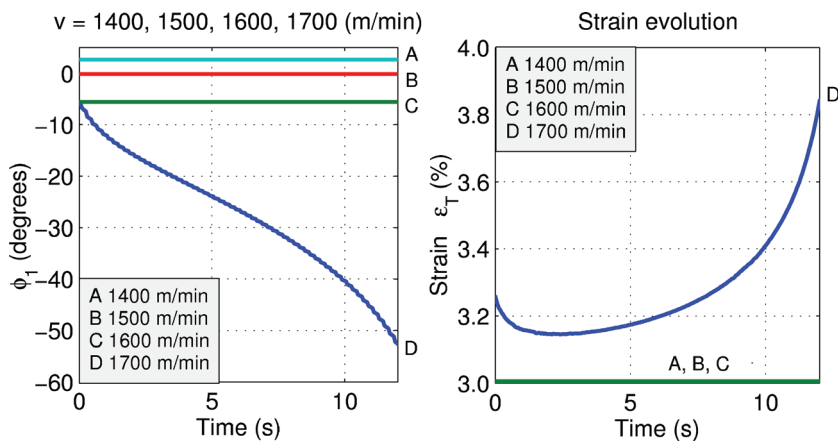 v = 1400, 1500, 1600, 1700 (m/min)
0
−10
−20
−30
−40
−50
−60
ϕ1 (degrees)
A
B
C
D
A 1400 m/min
B 1500 m/min
C 1600 m/min
D 1700 m/min
0
5
10
Time (s)
Strain evolution
4.0
3.8
3.6
3.4
3.2
3.0
Strain εT (%)
A 1400 m/min
B 1500 m/min
C 1600 m/min
D 1700 m/min
D
A, B, C
0
5
10
Time (s)